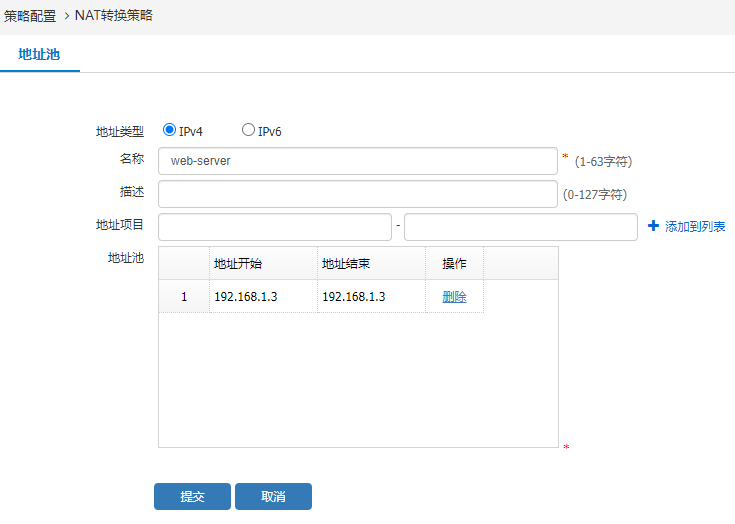 策略配置 > NAT转换策略
地址池
地址类型 IPv4 IPv6
名称 web-server * (1-63字符)
描述 (0-127字符)
地址项目 - 添加到列表
地址池 地址开始 地址结束 操作
1 192.168.1.3 192.168.1.3 删除
*
提交 取消